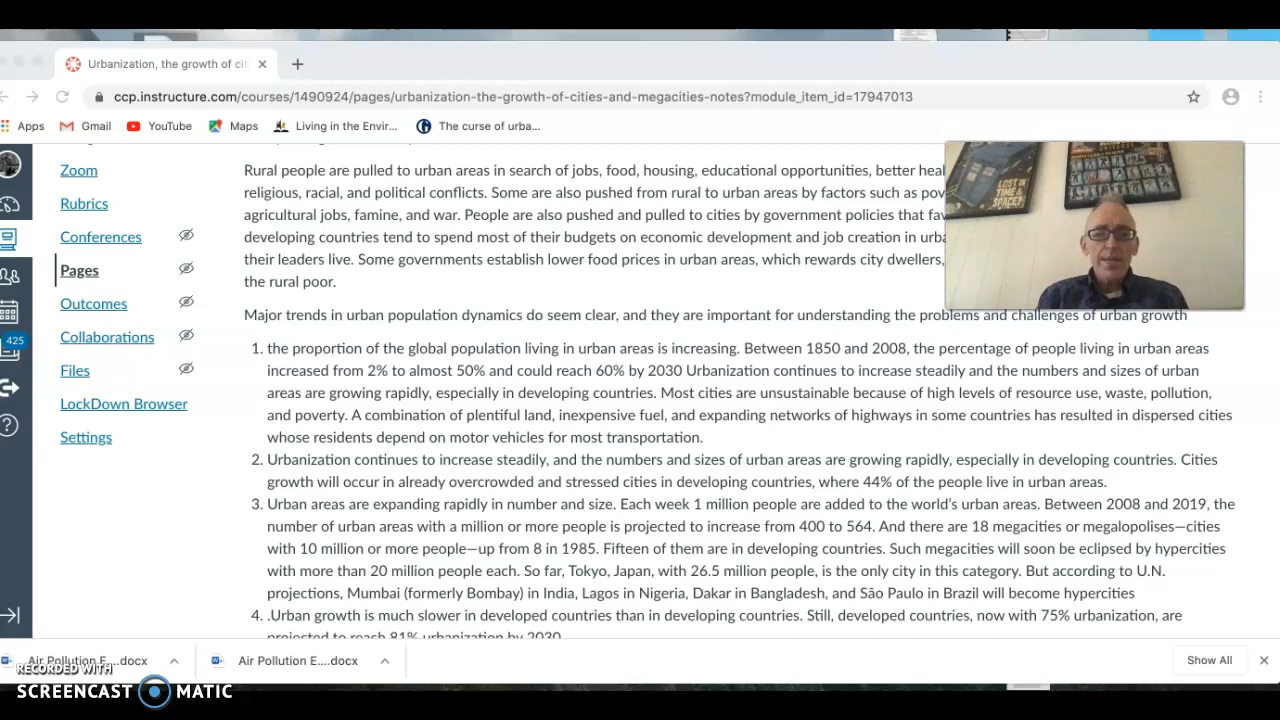 Urbanization, the growth of cit
ccp.instructure.com/courses/1490924/pages/urbanization-the-growth-of-cities-and-megacities-notes?module_item_id=17947013
Apps Gmail YouTube Maps Living in the Envir... The curse of urba...
Zoom
Rubrics
Conferences
Pages
Outcomes
Collaborations
Files
LockDown Browser
Settings
425
Rural people are pulled to urban areas in search of jobs, food, housing, educational opportunities, better heal
religious, racial, and political conflicts. Some are also pushed from rural to urban areas by factors such as pov
agricultural jobs, famine, and war. People are also pushed and pulled to cities by government policies that fav
developing countries tend to spend most of their budgets on economic development and job creation in urba
their leaders live. Some governments establish lower food prices in urban areas, which rewards city dwellers,
the rural poor.
Major trends in urban population dynamics do seem clear, and they are important for understanding the problems and challenges of urban growth
1. the proportion of the global population living in urban areas is increasing. Between 1850 and 2008, the percentage of people living in urban areas
increased from 2% to almost 50% and could reach 60% by 2030 Urbanization continues to increase steadily and the numbers and sizes of urban
areas are growing rapidly, especially in developing countries. Most cities are unsustainable because of high levels of resource use, waste, pollution,
and poverty. A combination of plentiful land, inexpensive fuel, and expanding networks of highways in some countries has resulted in dispersed cities
whose residents depend on motor vehicles for most transportation.
2. Urbanization continues to increase steadily, and the numbers and sizes of urban areas are growing rapidly, especially in developing countries. Cities
growth will occur in already overcrowded and stressed cities in developing countries, where 44% of the people live in urban areas.
3. Urban areas are expanding rapidly in number and size. Each week 1 million people are added to the world's urban areas. Between 2008 and 2019, the
number of urban areas with a million or more people is projected to increase from 400 to 564. And there are 18 megacities or megalopolises—cities
with 10 million or more people—up from 8 in 1985. Fifteen of them are in developing countries. Such megacities will soon be eclipsed by hypercities
with more than 20 million people each. So far, Tokyo, Japan, with 26.5 million people, is the only city in this category. But according to U.N.
projections, Mumbai (formerly Bombay) in India, Lagos in Nigeria, Dakar in Bangladesh, and São Paulo in Brazil will become hypercities
4. .Urban growth is much slower in developed countries than in developing countries. Still, developed countries, now with 75% urbanization, are
projected to reach 81% urbanization by 2030
LOST IN
TIME &
SPACE!
Air Pollution E....docx Air Pollution E....docx Show All
RECORDED WITH
SCREENCAST MATIC